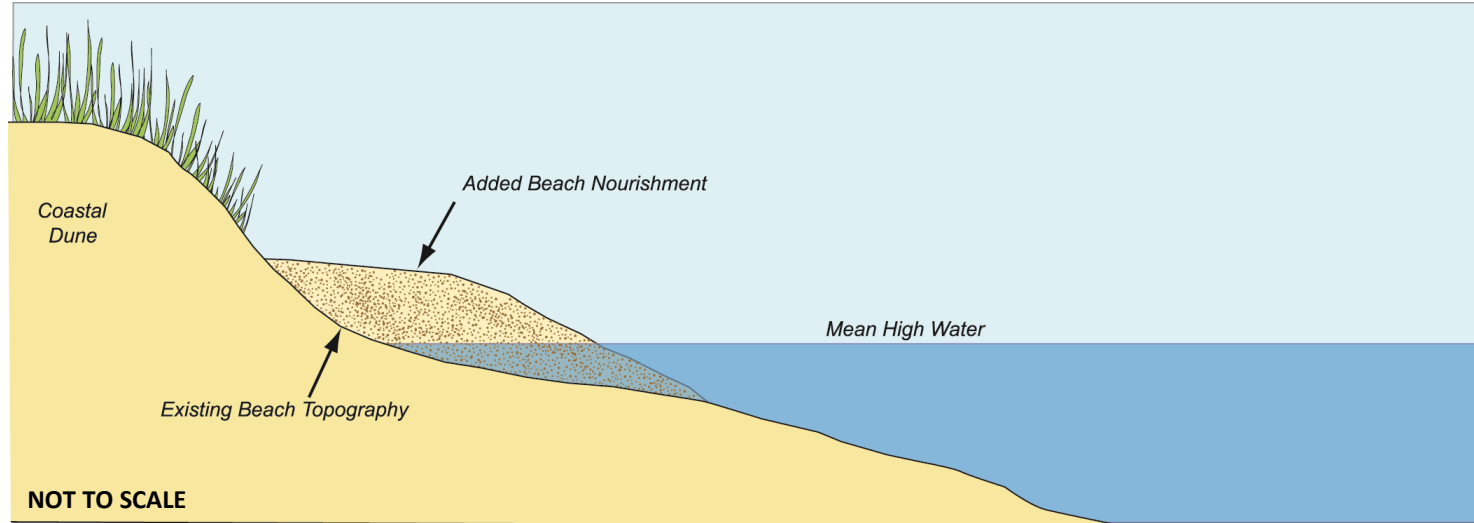 Added Beach Nourishment
Coastal
Dune
Mean High Water
Existing Beach Topography
NOT TO SCALE